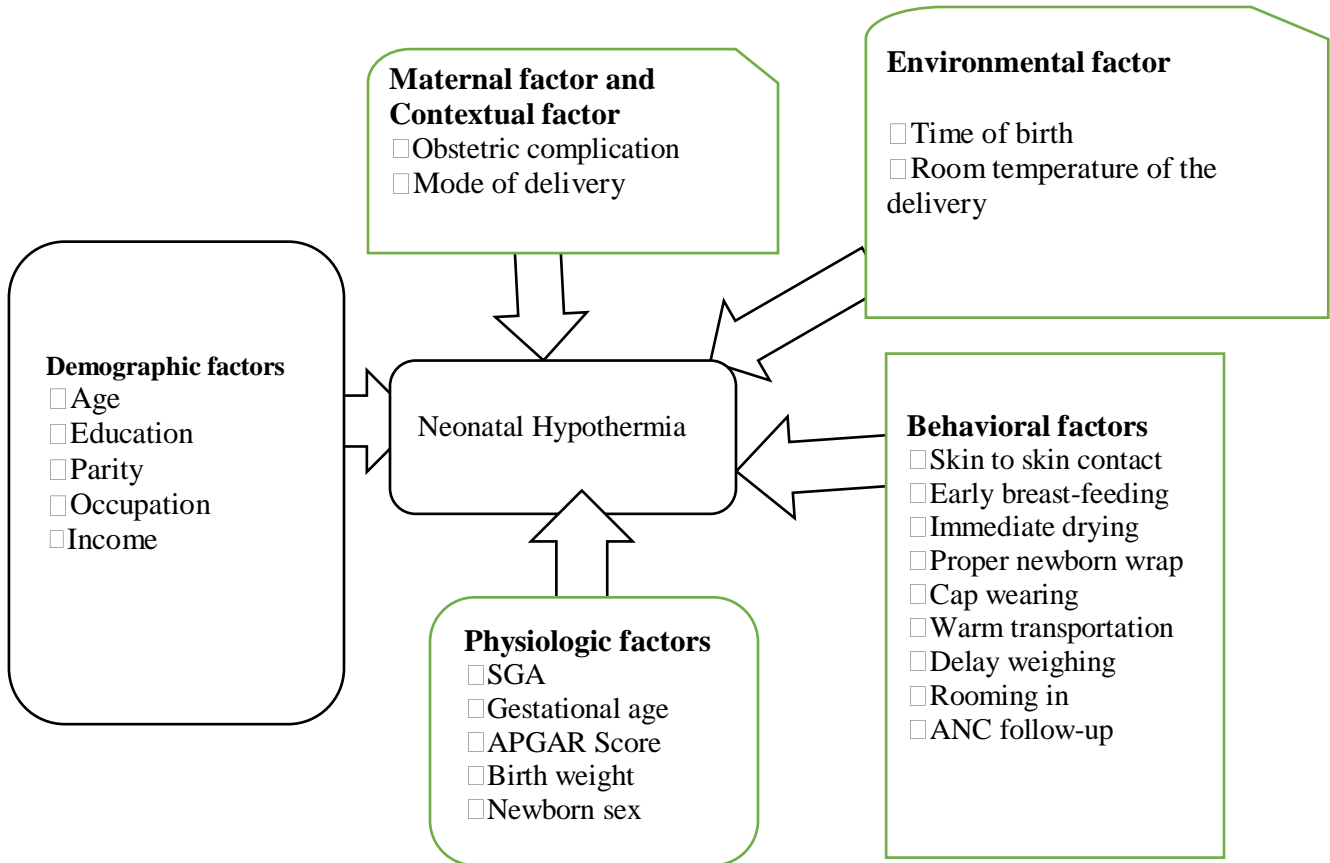 Maternal factor and
Contextual factor
□Obstetric complication
□Mode of delivery
Environmental factor
□Time of birth
□Room temperature of the
delivery
Demographic factors
□Age
□Education
□Parity
□Occupation
□Income
Neonatal Hypothermia
Behavioral factors
□Skin to skin contact
□Early breast-feeding
□Immediate drying
□Proper newborn wrap
□Cap wearing
□Warm transportation
□Delay weighing
□Rooming in
□ANC follow-up
Physiologic factors
□SGA
□Gestational age
□APGAR Score
□Birth weight
□Newborn sex